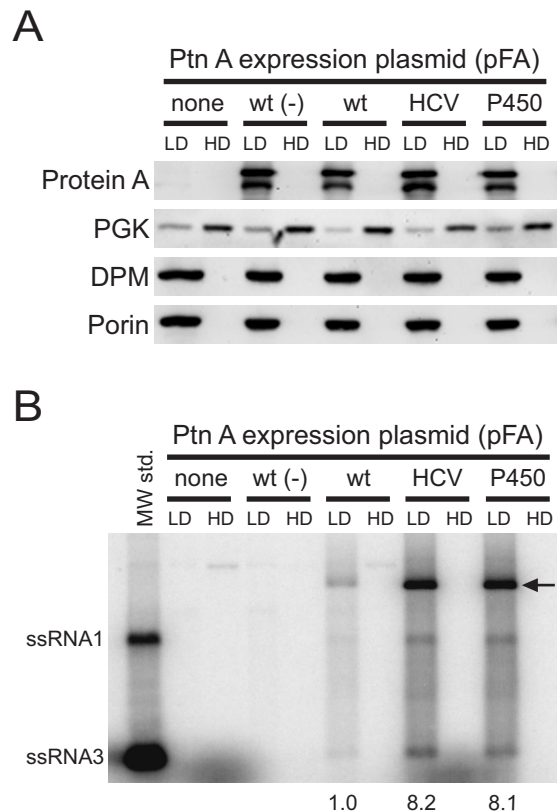 A
Ptn A expression plasmid (pFA)
none wt (-) wt HCV P450
LD HD LD HD LD HD LD HD LD HD
Protein A
PGK
DPM
Porin
B
Ptn A expression plasmid (pFA)
MW std.
none wt (-) wt HCV P450
LD HD LD HD LD HD LD HD LD HD
ssRNA1
ssRNA3
1.0 8.2 8.1